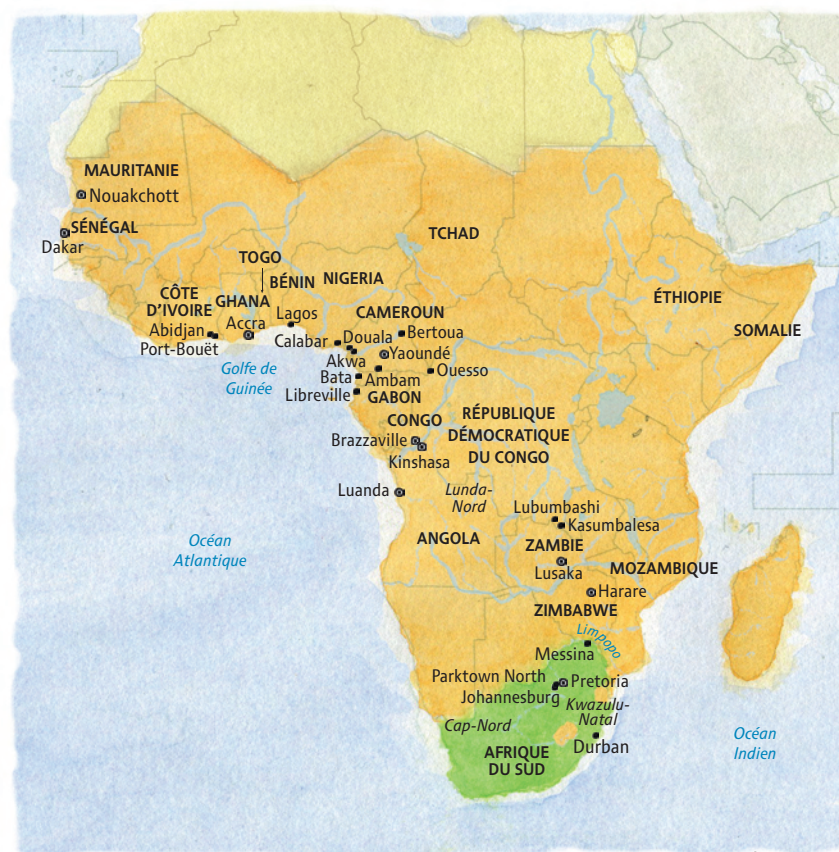 MAURITANIE
Nouakchott
SÉNÉGAL
Dakar
TCHAD
TOGO
BÉNIN
NIGERIA
CÔTE
D'IVOIRE
GHANA
Lagos
CAMEROUN
ÉTHIOPIE
SOMALIE
Abidjan
Accra
Port-Bouët
Calabar
Douala
Bertoua
Akwa
Yaoundé
Golfe de
Guinée
Bata
Ambam
Ouesso
Libreville
GABON
CONGO
RÉPUBLIQUE
DÉMOCRATIQUE
DU CONGO
Brazzaville
Kinshasa
Luanda
Lunda-
Nord
Lubumbashi
Kasumbalesa
Océan
Atlantique
ANGOLA
ZAMBIE
Lusaka
MOZAMBIQUE
Harare
ZIMBABWE
Limpopo
Messina
Parktown North
Pretoria
Johannesburg
Kwazulu-
Natal
Cap-Nord
Durban
Océan
Indien
AFRIQUE
DU SUD